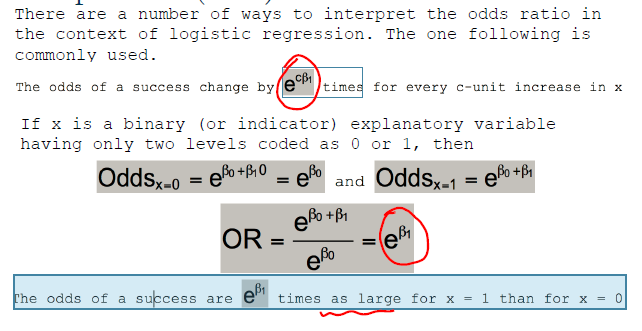 There are a number of ways to interpret the odds ratio in
the context of logistic regression. The one following is
commonly used.
The odds of a success change by e^cβ₁ times for every c-unit increase in x
If x is a binary (or indicator) explanatory variable
having only two levels coded as 0 or 1, then
Oddsₓ₌₀ = e^β₀+β₁0 = e^β₀ and Oddsₓ₌₁ = e^β₀+β₁
OR = e^β₀+β₁ / e^β₀ = e^β₁
The odds of a success are e^β₁ times as large for x = 1 than for x = 0